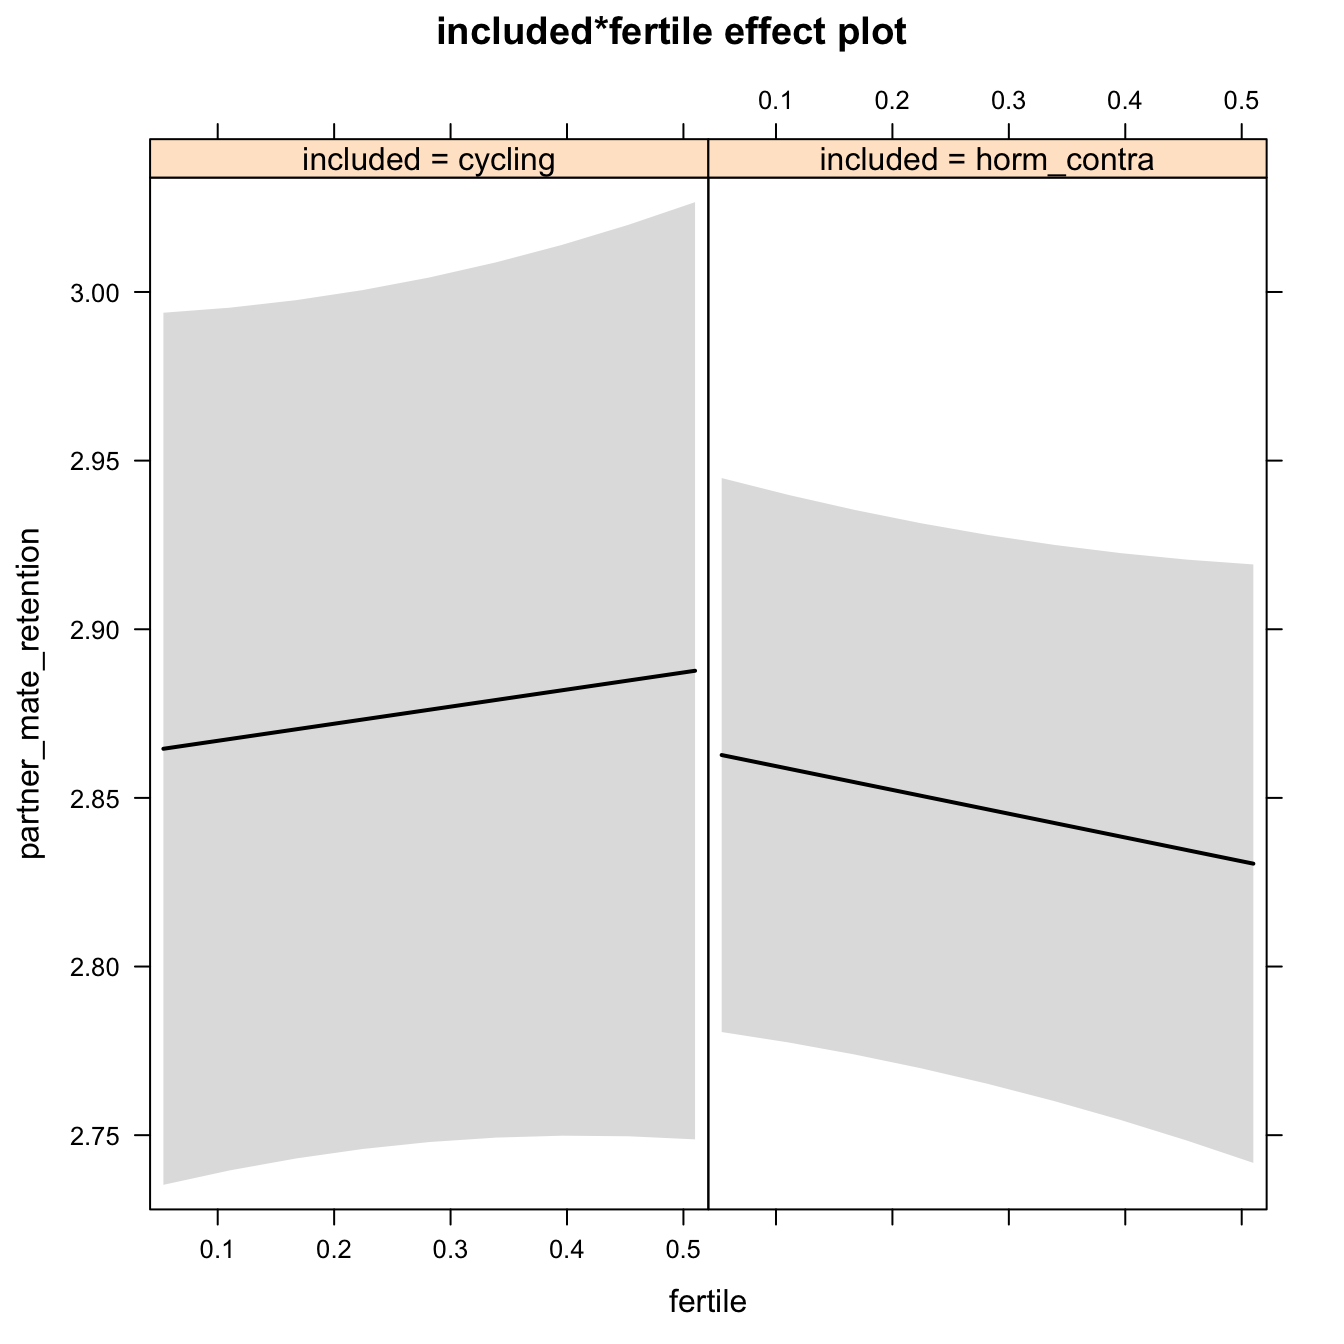 included*fertile effect plot
0.1 0.2 0.3 0.4 0.5
included = cycling included = horm_contra
3.00
2.95
2.90
2.85
2.80
2.75
partner_mate_retention
0.1 0.2 0.3 0.4 0.5
fertile